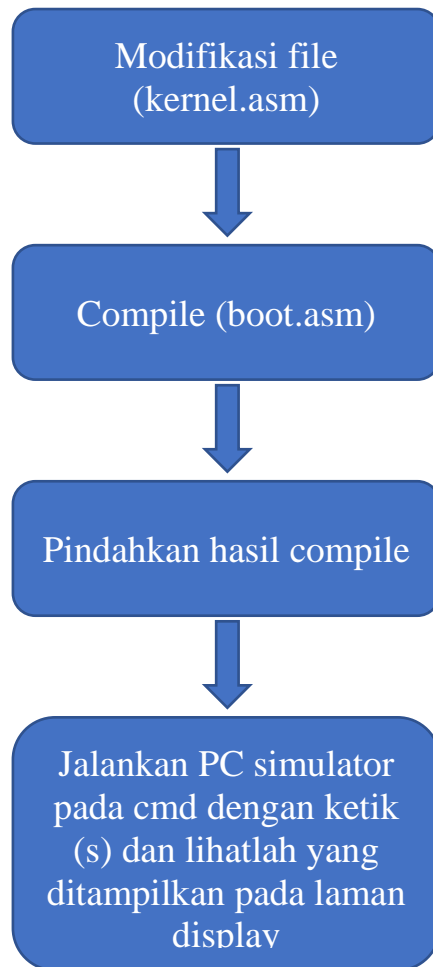 Modifikasi file
(kernel.asm)
Compile (boot.asm)
Pindahkan hasil compile
Jalankan PC simulator
pada cmd dengan ketik
(s) dan lihatlah yang
ditampilkan pada laman
display